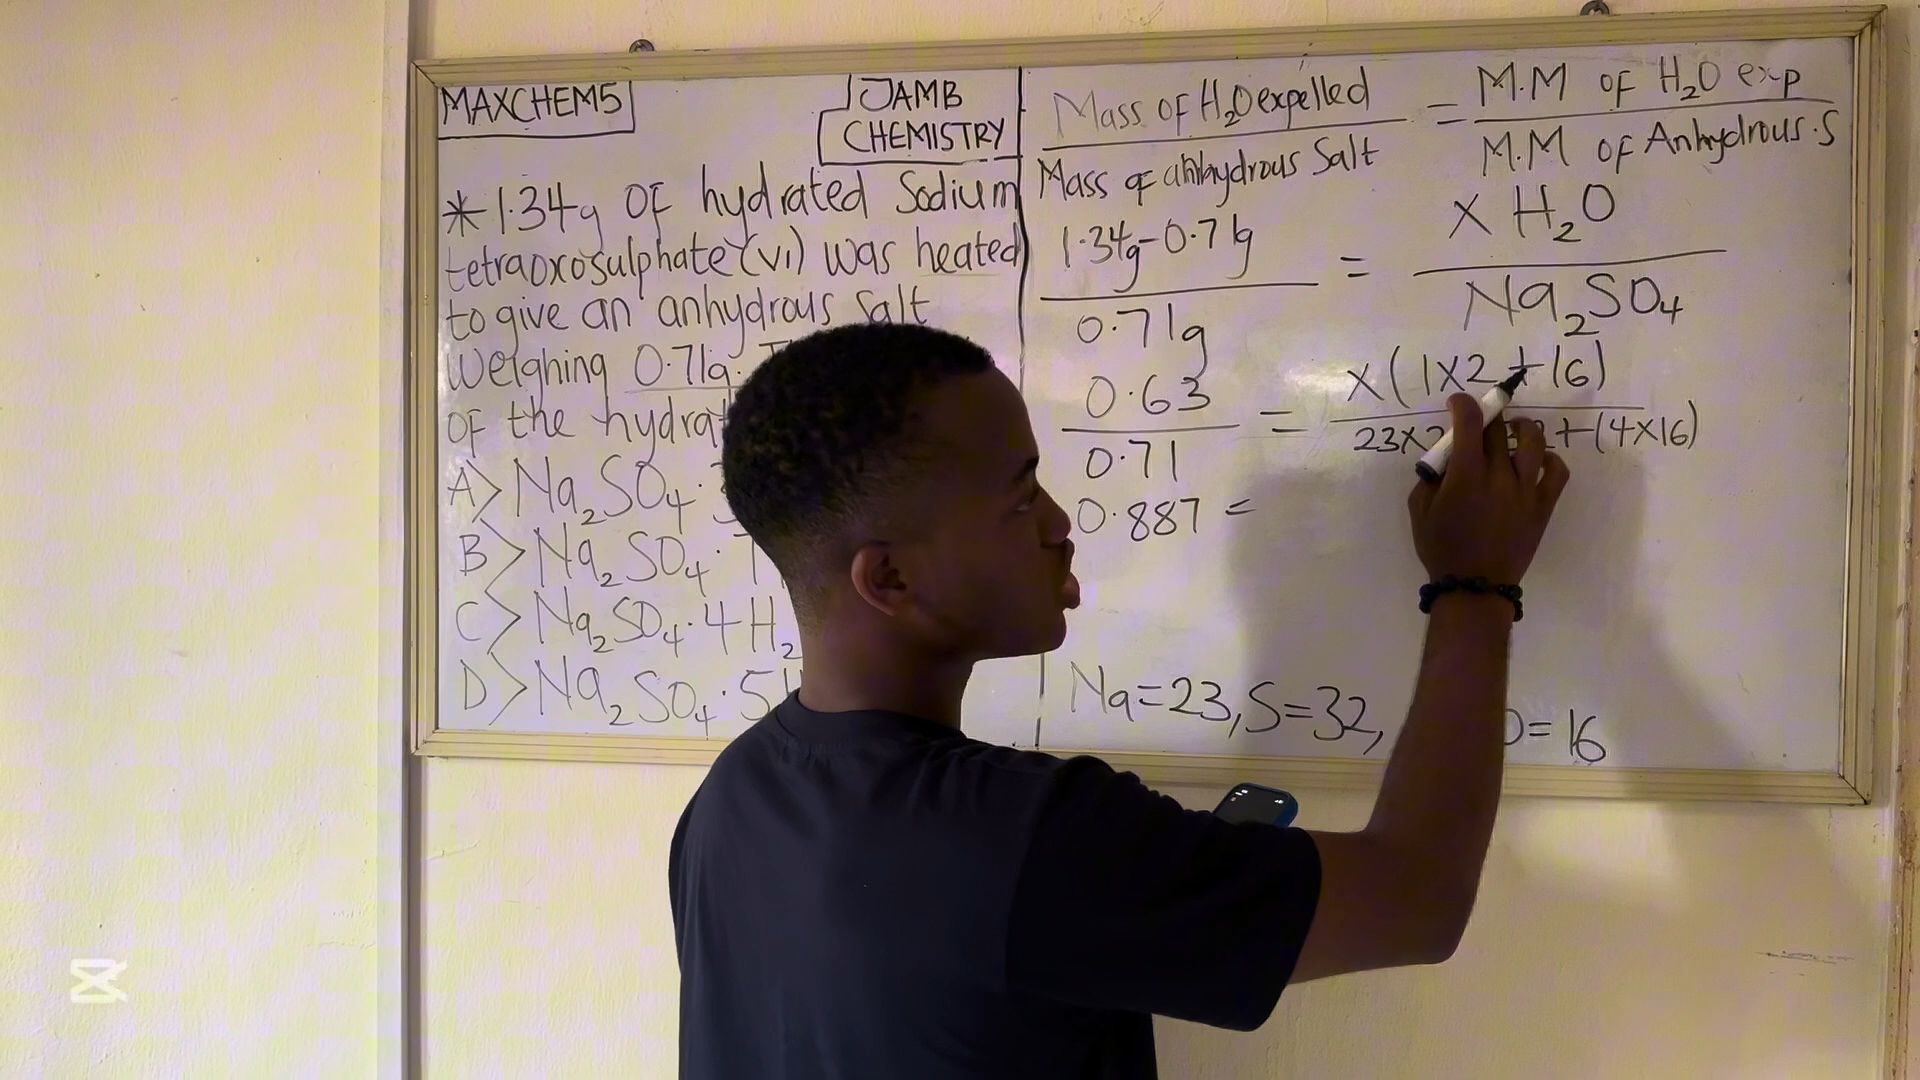 MAXCHEM5
JAMB
CHEMISTRY
*1.34g OF hydrated Sodium
tetraoxosulphate (vi) was heated
to give an anhydrous salt
Weighing 0.71g.
OF the
A> Na₂SO₄.
B> Na₂SO₄.
C> Na₂SO₄.4H₂
D> Na₂SO₄.5
Mass of H₂O expelled = M.M OF H₂O exp
Mass of anhydrous Salt M.M OF Anhydrous.S
1.34g-0.71g = x H₂O
0.71g Na₂SO₄
0.63 = x(1x2+16)
0.71 +(4x16)
0.887 =
Na=23, S=32, =16